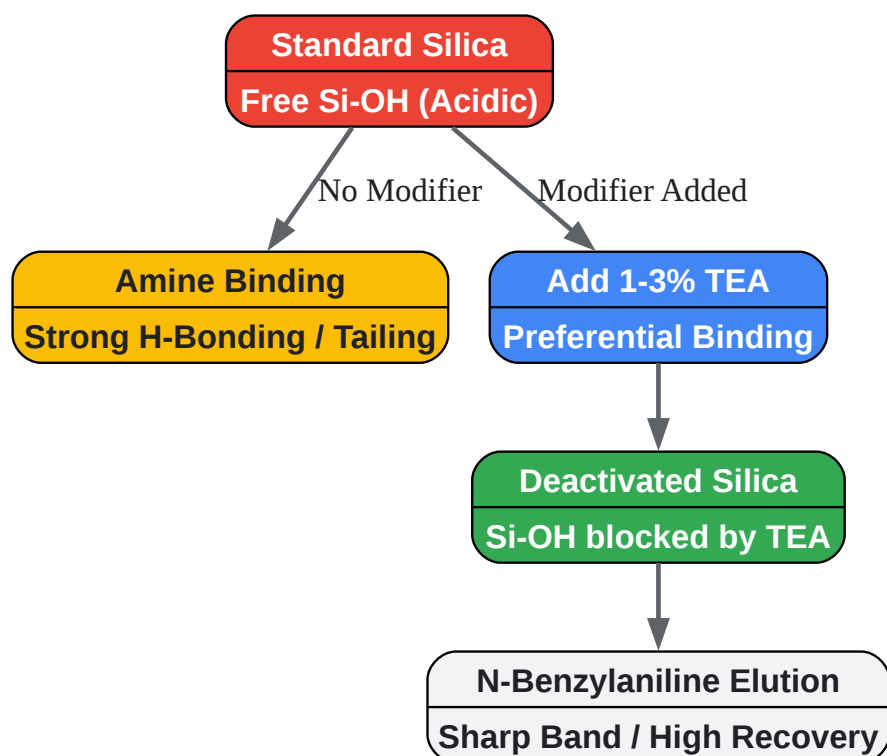 Standard Silica
Free Si-OH (Acidic)
No Modifier
Modifier Added
Amine Binding
Strong H-Bonding / Tailing
Add 1-3% TEA
Preferential Binding
Deactivated Silica
Si-OH blocked by TEA
N-Benzylaniline Elution
Sharp Band / High Recovery